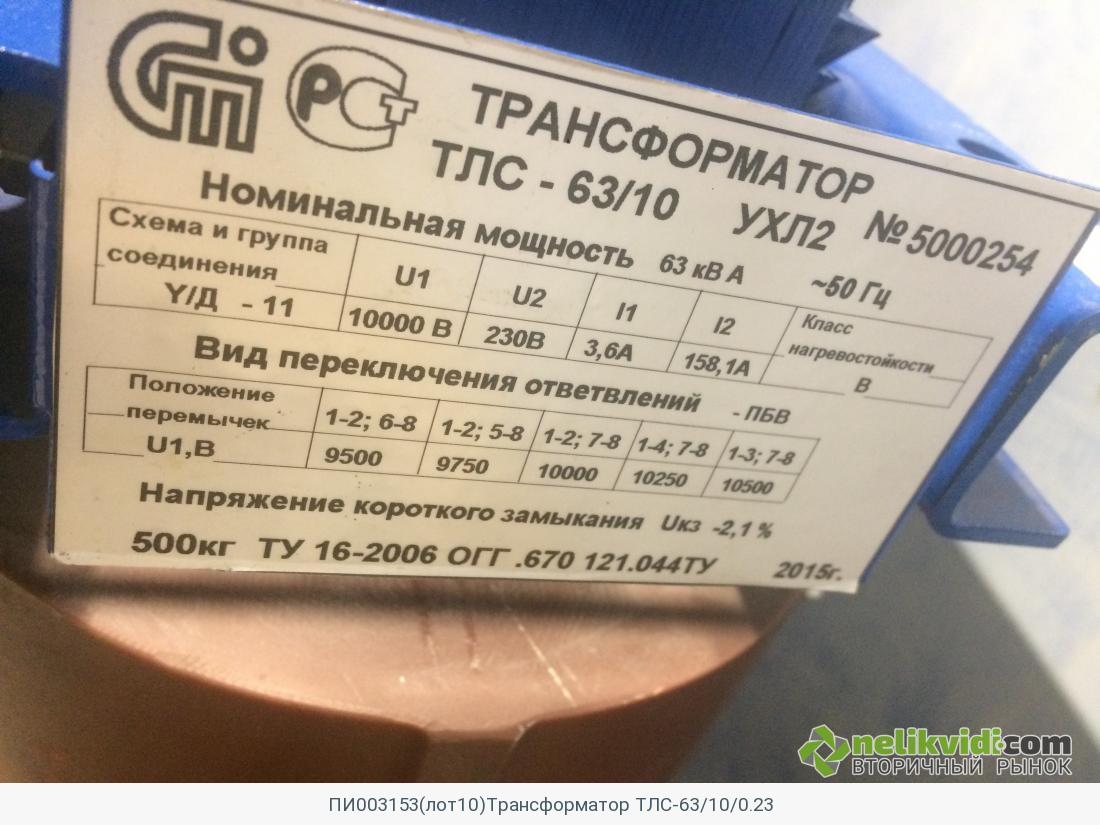 РСТ
ТРАНСФОРМАТОР
ТЛС - 63/10 УХЛ2 №5000254
Номинальная мощность 63 кВ А ~50 Гц
Схема и группа соединения U1 U2 I1 I2 Класс нагревостойкости
Y/Д - 11 10000 В 230В 3,6А 158,1А В
Вид переключения ответвлений - ПБВ
Положение перемычек 1-2; 6-8 1-2; 5-8 1-2; 7-8 1-4; 7-8 1-3; 7-8
U1,В 9500 9750 10000 10250 10500
Напряжение короткого замыкания Uкз -2,1 %
500кг ТУ 16-2006 ОГГ .670 121.044ТУ 2015г.
nelikvidi.com
ВТОРИЧНЫЙ РЫНОК
ПИ003153(лот10)Трансформатор ТЛС-63/10/0.23